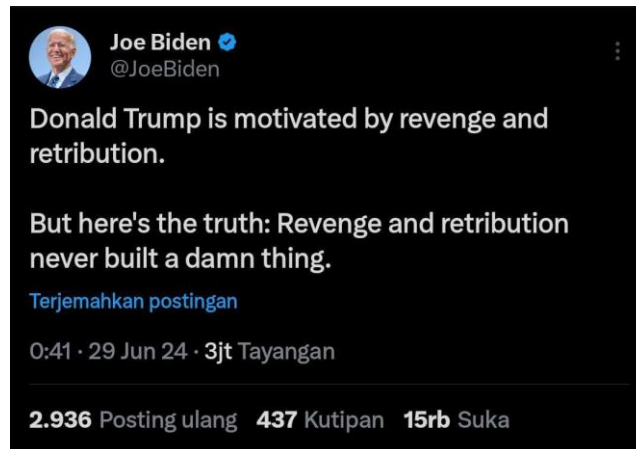 Joe Biden
@JoeBiden
Donald Trump is motivated by revenge and
retribution.
But here's the truth: Revenge and retribution
never built a damn thing.
Terjemahkan postingan
0:41 · 29 Jun 24 · 3jt Tayangan
2.936 Posting ulang 437 Kutipan 15rb Suka